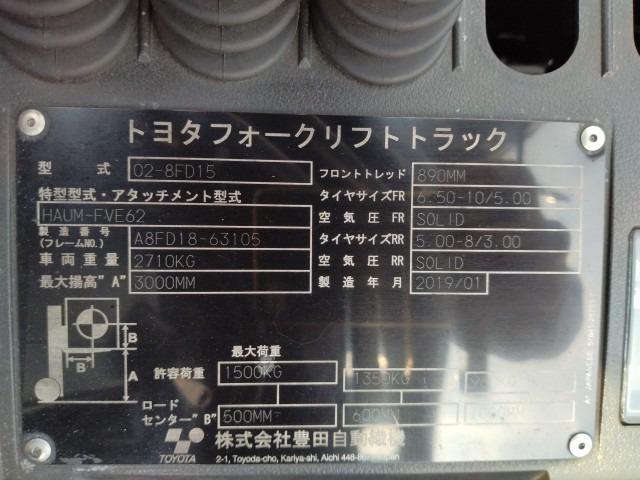 トヨタフォークリフトトラック
型式 02-8FD15 フロントトレッド 890MM
特型型式・アタッチメント型式 タイヤサイズFR 6.50-10/5.00
HAUM-FVE62 空気圧FR SOLID
製造番号(フレームNO.) A8FD18-63105 タイヤサイズRR 5.00-8/3.00
車両重量 2710KG 空気圧RR SOLID
最大揚高"A" 3000MM 製造年月 2019/01
B
B A
最大荷重
許容荷重 1500KG 1350KG
ロードセンター"B" 500MM 600MM
TOYOTA 株式会社豊田自動織機
2-1, Toyoda-cho, Kariya-shi, Aichi Japan